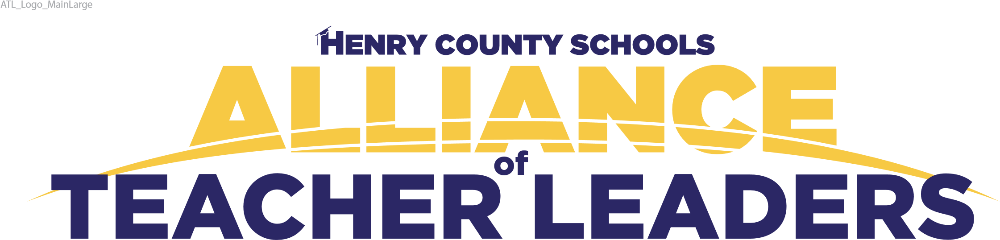 ATL_Logo_MainLarge
HENRY COUNTY SCHOOLS
ALLIANCE
of
TEACHER LEADERS